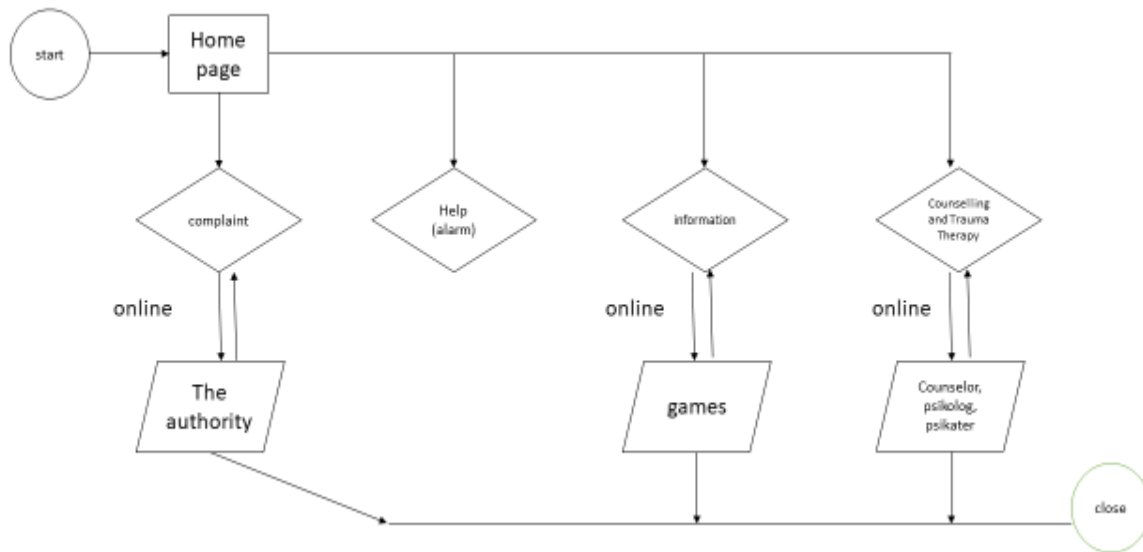 start
Home
page
complaint
Help
(alarm)
information
Counselling
and Trauma
Therapy
online
online
online
The
authority
games
Counselor,
psikolog,
psikater
close